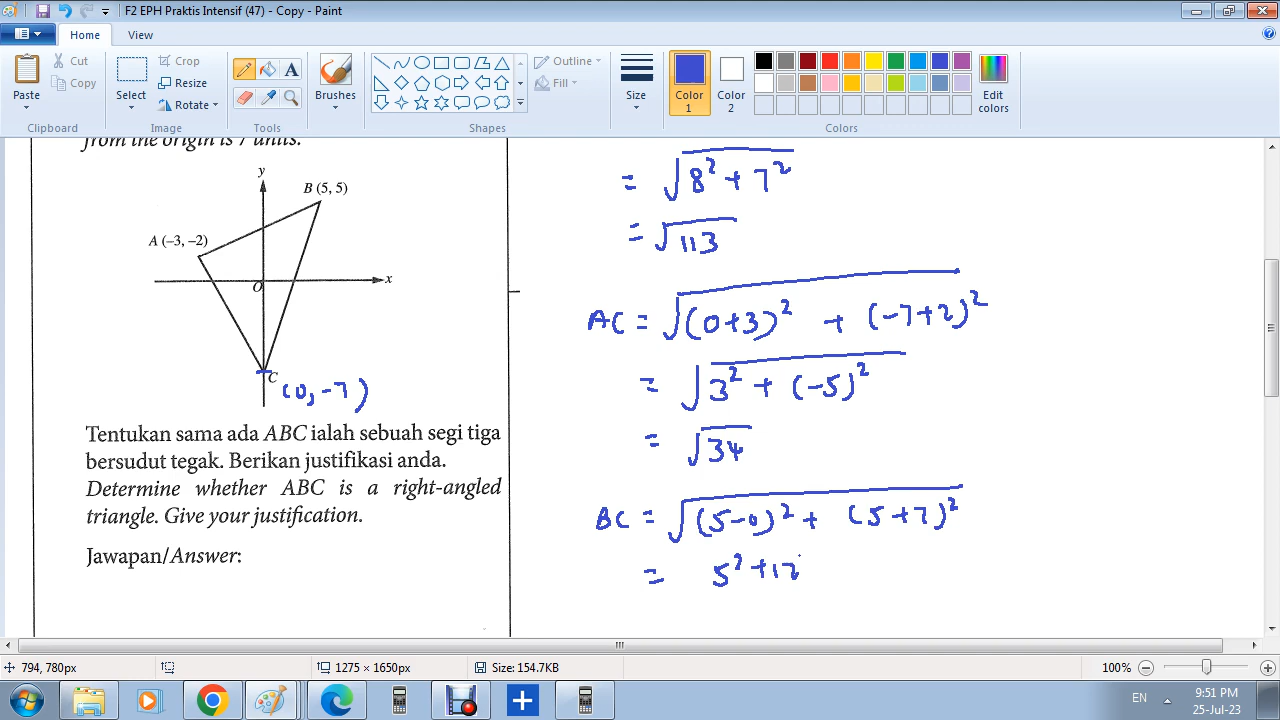 F2 EPH Praktis Intensif (47) - Copy - Paint
Home View
Paste
Cut
Copy
Clipboard
Select
Crop
Resize
Rotate
Image
Tools
Brushes
Shapes
Outline
Fill
Size
Color 1
Color 2
Edit colors
Colors
from the origin is 7 units.
y
B (5, 5)
A (–3, –2)
O
x
C
(0, -7)
Tentukan sama ada ABC ialah sebuah segi tiga
bersudut tegak. Berikan justifikasi anda.
Determine whether ABC is a right-angled
triangle. Give your justification.
Jawapan/Answer:
= √8² + 7²
= √113
AC = √(0+3)² + (-7+2)²
= √3² + (-5)²
= √34
BC = √(5-0)² + (5+7)²
= 5² + 12
794, 780px
1275 × 1650px
Size: 154.7KB
100%
EN
9:51 PM
25-Jul-23